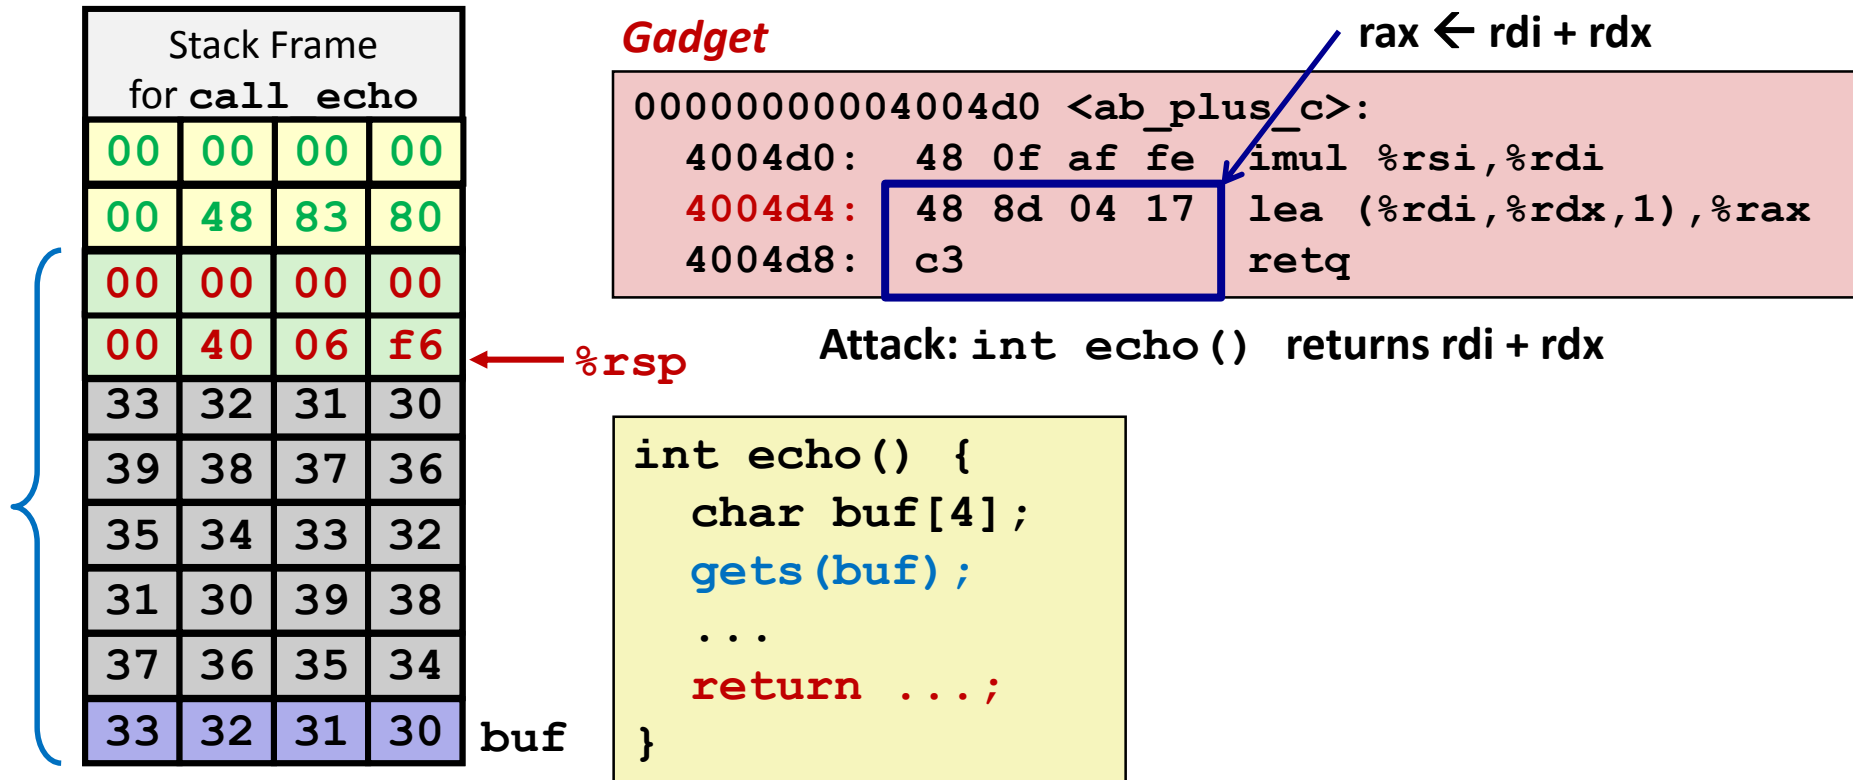 Stack Frame
for call echo
00 00 00 00
00 48 83 80
00 00 00 00
00 40 06 f6
33 32 31 30
39 38 37 36
35 34 33 32
31 30 39 38
37 36 35 34
33 32 31 30
buf
%rsp
Gadget
rax ← rdi + rdx
00000000004004d0 <ab_plus_c>:
4004d0: 48 0f af fe imul %rsi,%rdi
4004d4: 48 8d 04 17 lea (%rdi,%rdx,1),%rax
4004d8: c3 retq
Attack: int echo() returns rdi + rdx
int echo() {
char buf[4];
gets(buf);
...
return ...;
}